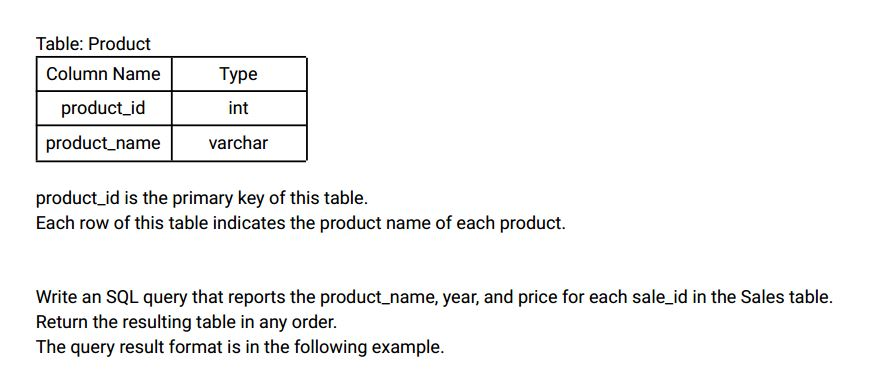 Table: Product
Column Name Type
product_id int
product_name varchar
product_id is the primary key of this table.
Each row of this table indicates the product name of each product.
Write an SQL query that reports the product_name, year, and price for each sale_id in the Sales table.
Return the resulting table in any order.
The query result format is in the following example.